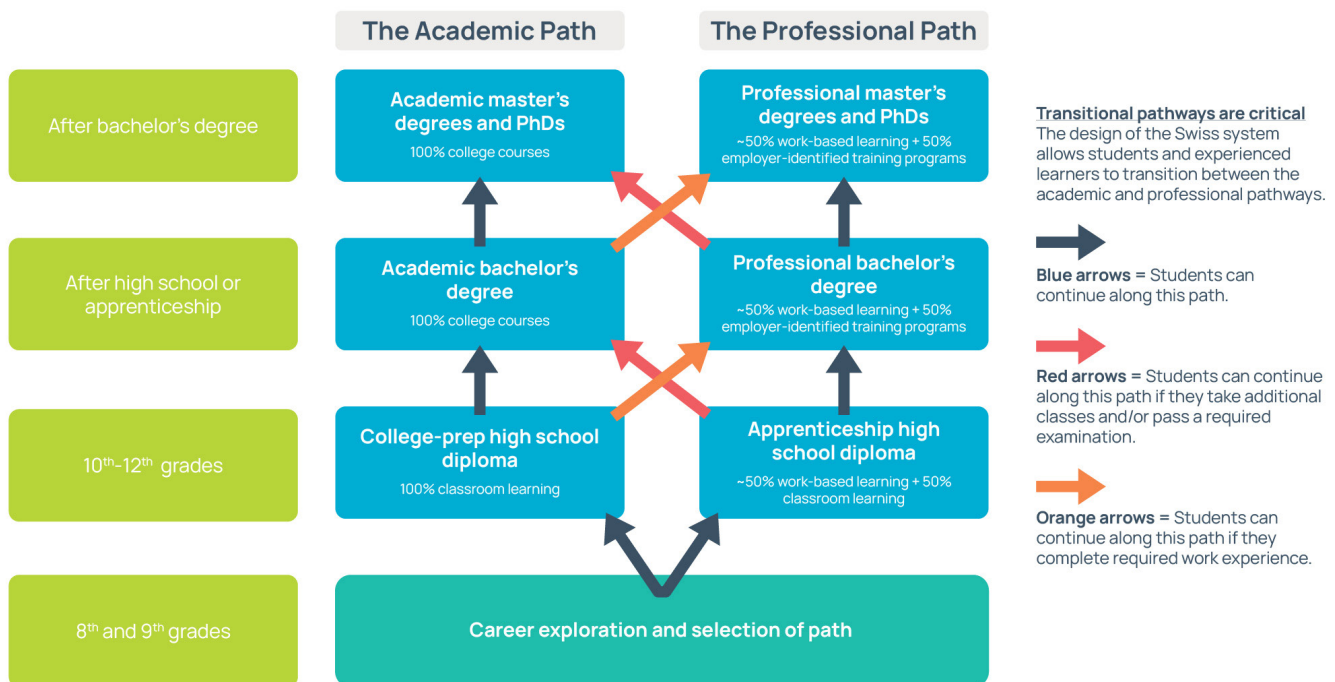 The Academic Path
The Professional Path
After bachelor's degree
Academic master's
degrees and PhDs
100% college courses
Professional master's
degrees and PhDs
~50% work-based learning + 50%
employer-identified training programs
After high school or
apprenticeship
Academic bachelor's
degree
100% college courses
Professional bachelor's
degree
~50% work-based learning + 50%
employer-identified training programs
10th-12th grades
College-prep high school
diploma
100% classroom learning
Apprenticeship high
school diploma
~50% work-based learning + 50%
classroom learning
8th and 9th grades
Career exploration and selection of path
Transitional pathways are critical
The design of the Swiss system
allows students and experienced
learners to transition between the
academic and professional pathways.
Blue arrows = Students can
continue along this path.
Red arrows = Students can continue
along this path if they take additional
classes and/or pass a required
examination.
Orange arrows = Students can
continue along this path if they
complete required work experience.